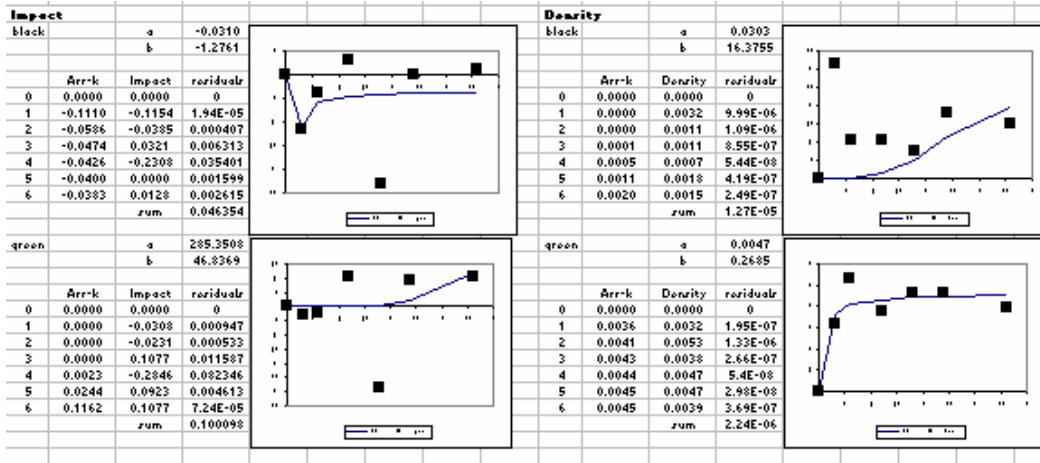 Impact
black a -0.0310
b -1.2761
Arr-k Impact residuals
0 0.0000 0.0000 0
1 -0.1110 -0.1154 1.94E-05
2 -0.0586 -0.0385 0.000407
3 -0.0474 0.0321 0.006313
4 -0.0426 -0.2308 0.035401
5 -0.0400 0.0000 0.001599
6 -0.0383 0.0128 0.002615
sum 0.046354
green a 285.3508
b 46.8369
Arr-k Impact residuals
0 0.0000 0.0000 0
1 0.0000 -0.0308 0.000947
2 0.0000 -0.0231 0.000533
3 0.0000 0.1077 0.011587
4 0.0023 -0.2846 0.082346
5 0.0244 0.0923 0.004613
6 0.1162 0.1077 7.24E-05
sum 0.100098
Density
black a 0.0303
b 16.3755
Arr-k Density residuals
0 0.0000 0.0000 0
1 0.0000 0.0032 9.99E-06
2 0.0000 0.0011 1.09E-06
3 0.0001 0.0011 8.55E-07
4 0.0005 0.0007 5.44E-08
5 0.0011 0.0018 4.19E-07
6 0.0020 0.0015 2.49E-07
sum 1.27E-05
green a 0.0047
b 0.2685
Arr-k Density residuals
0 0.0000 0.0000 0
1 0.0036 0.0032 1.95E-07
2 0.0041 0.0053 1.33E-06
3 0.0043 0.0038 2.66E-07
4 0.0044 0.0047 5.4E-08
5 0.0045 0.0047 2.98E-08
6 0.0045 0.0039 3.69E-07
sum 2.24E-06